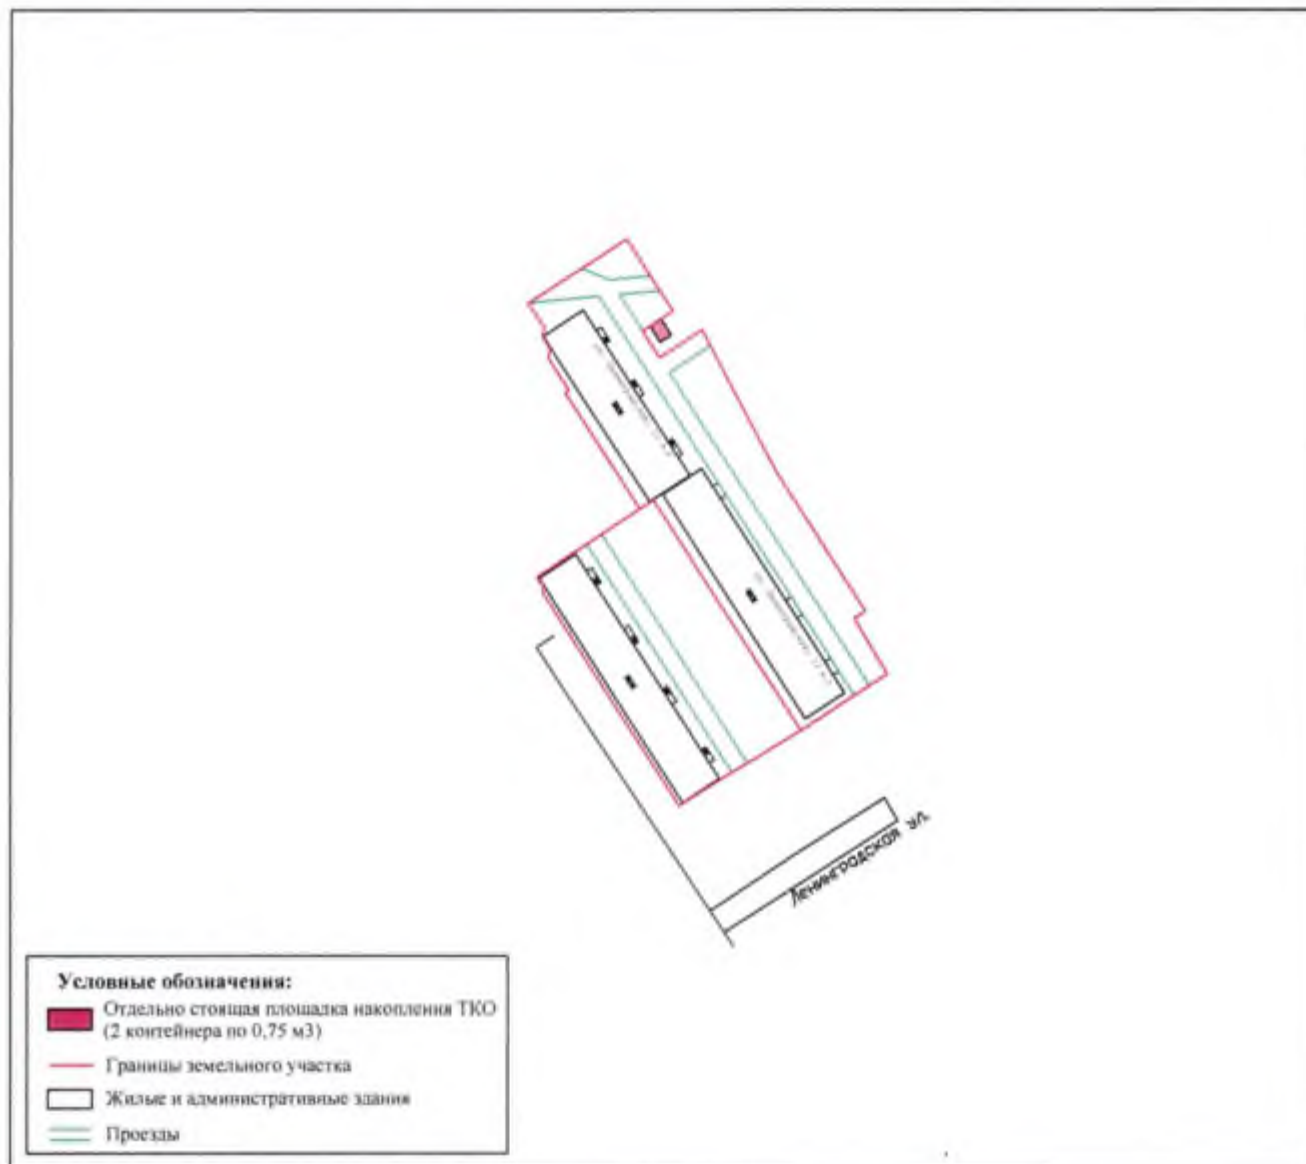 Ленинградская ул.
Условные обозначения:
Отдельно стоящая площадка накопления ТКО
(2 контейнера по 0,75 м3)
Границы земельного участка
Жилые и административные здания
Проезды